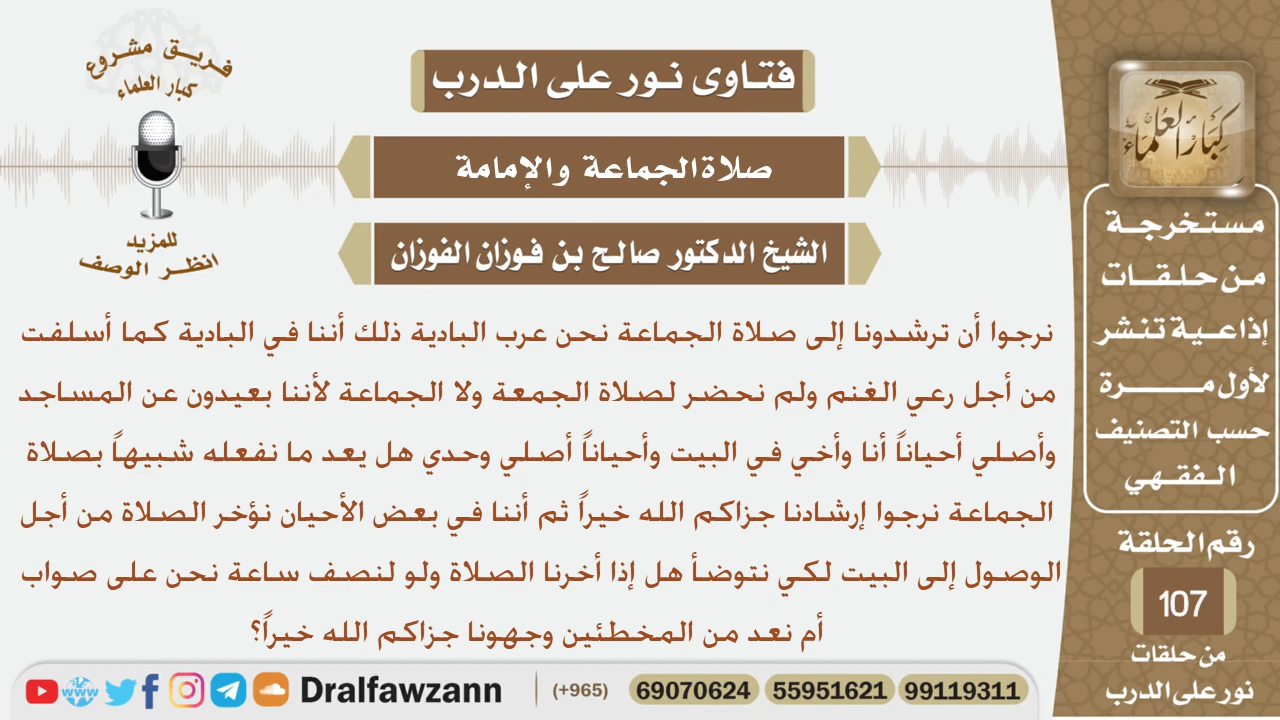 فريق مشروع
كبار العلماء
للمزيد
انظر الوصف
فتاوى نور على الدرب
صلاة الجماعة والإمامة
الشيخ الدكتور صالح بن فوزان الفوزان
نرجوا أن ترشدونا إلى صلاة الجماعة نحن عرب البادية ذلك أننا في البادية كما أسلفت
من أجل رعي الغنم ولم نحضر لصلاة الجمعة ولا الجماعة لأننا بعيدون عن المساجد
وأصلي أحياناً أنا وأخي في البيت وأحياناً أصلي وحدي هل يعد ما نفعله شبيهاً بصلاة
الجماعة نرجوا إرشادنا جزاكم الله خيراً ثم أننا في بعض الأحيان نؤخر الصلاة من أجل
الوصول إلى البيت لكي نتوضأ هل إذا أخرنا الصلاة ولو لنصف ساعة نحن على صواب
أم نعد من المخطئين وجهونا جزاكم الله خيراً؟
كبار العلماء
مستخرجة
من حلقات
إذاعية تنشر
لأول مرة
حسب التصنيف
الفقهي
رقم الحلقة
107
من حلقات
نور على الدرب
www Dralfawzann (+965) 69070624 55951621 99119311